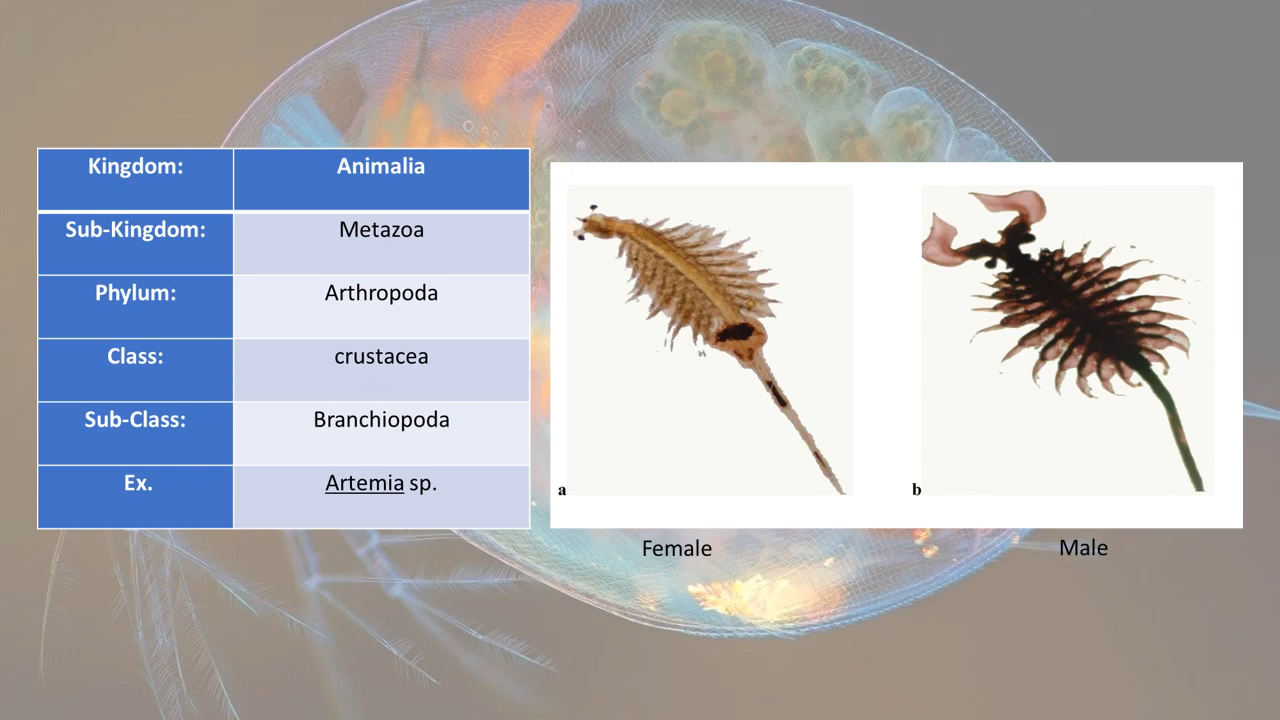 Kingdom: Animalia
Sub-Kingdom: Metazoa
Phylum: Arthropoda
Class: crustacea
Sub-Class: Branchiopoda
Ex. Artemia sp.
a b
Female Male